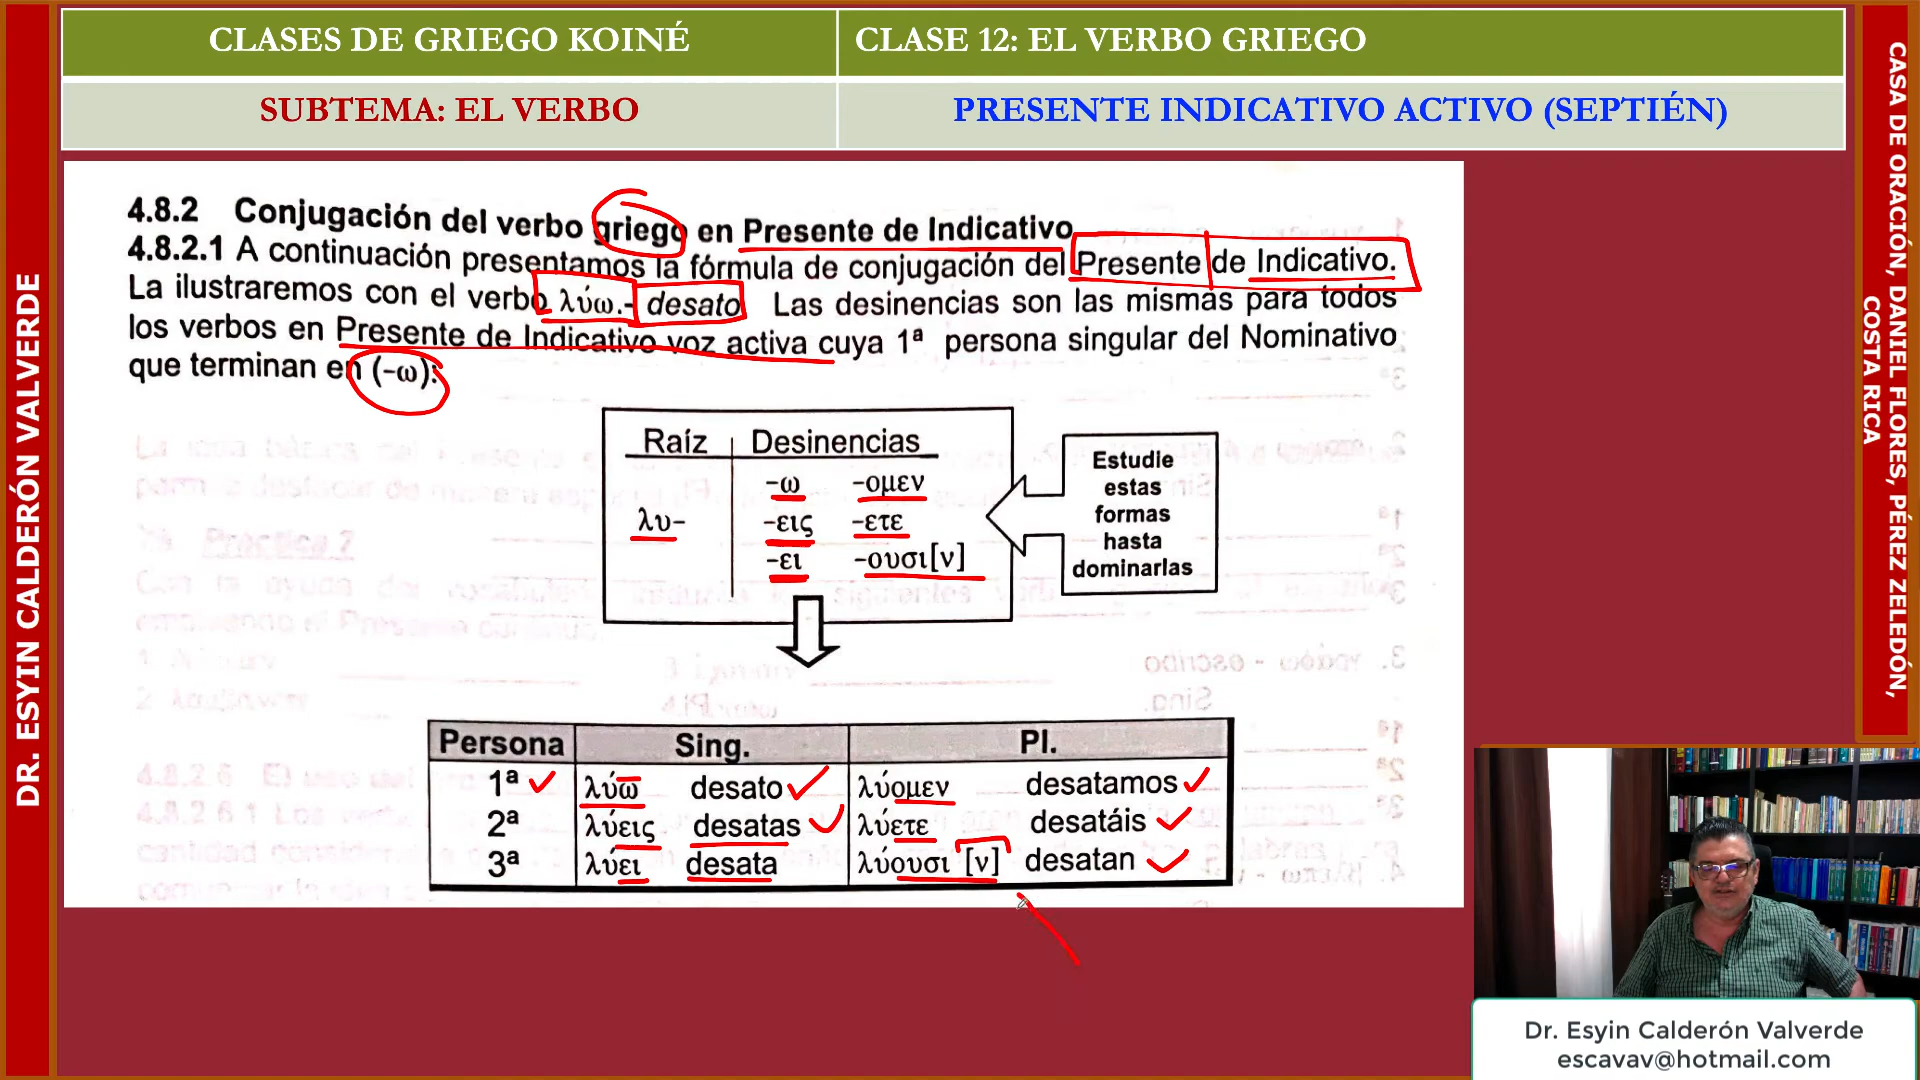 CLASES DE GRIEGO KOINÉ
CLASE 12: EL VERBO GRIEGO
SUBTEMA: EL VERBO
PRESENTE INDICATIVO ACTIVO (SEPTIÉN)
DR. ESYIN CALDERÓN VALVERDE
4.8.2 Conjugación del verbo griego en Presente de Indicativo
4.8.2.1 A continuación presentamos la fórmula de conjugación del Presente de Indicativo.
La ilustraremos con el verbo λύω.- desato Las desinencias son las mismas para todos
los verbos en Presente de Indicativo voz activa cuya 1ª persona singular del Nominativo
que terminan en (-ω):
Raíz Desinencias
-ω -ομεν
λυ- -εις -ετε
-ει -ουσι[ν]
Estudie
estas
formas
hasta
dominarlas
Persona Sing. Pl.
1ª λύω desato λύομεν desatamos
2ª λύεις desatas λύετε desatáis
3ª λύει desata λύουσι [ν] desatan
CASA DE ORACIÓN, DANIEL FLORES, PÉREZ ZELEDÓN,
COSTA RICA
Dr. Esyin Calderón Valverde
escavav@hotmail.com